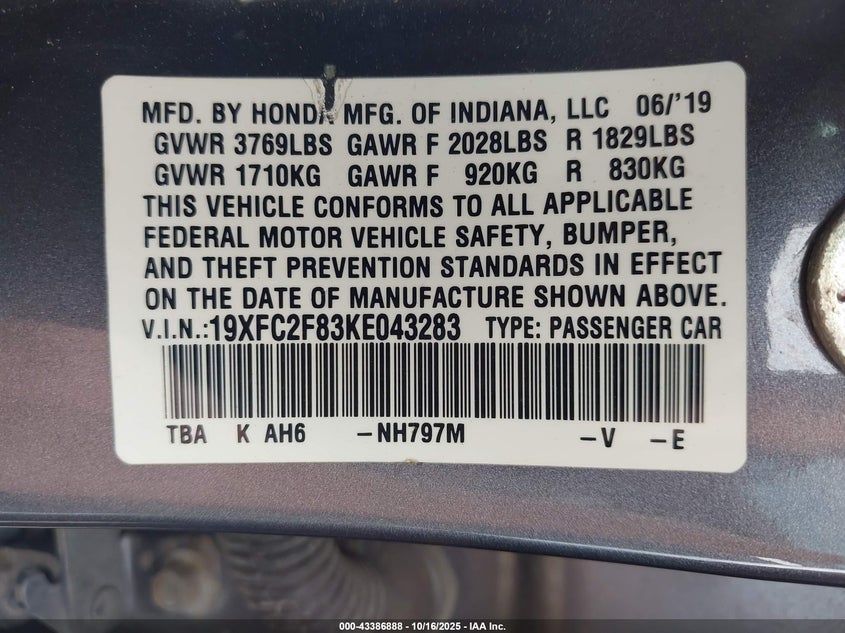 MFD. BY HONDA MFG. OF INDIANA, LLC 06/'19
GVWR 3769LBS GAWR F 2028LBS R 1829LBS
GVWR 1710KG GAWR F 920KG R 830KG
THIS VEHICLE CONFORMS TO ALL APPLICABLE
FEDERAL MOTOR VEHICLE SAFETY, BUMPER,
AND THEFT PREVENTION STANDARDS IN EFFECT
ON THE DATE OF MANUFACTURE SHOWN ABOVE.
V.I.N.:19XFC2F83KE043283 TYPE: PASSENGER CAR
TBA K AH6 -NH797M -V -E
000-43386888 - 10/16/2025 - IAA Inc.